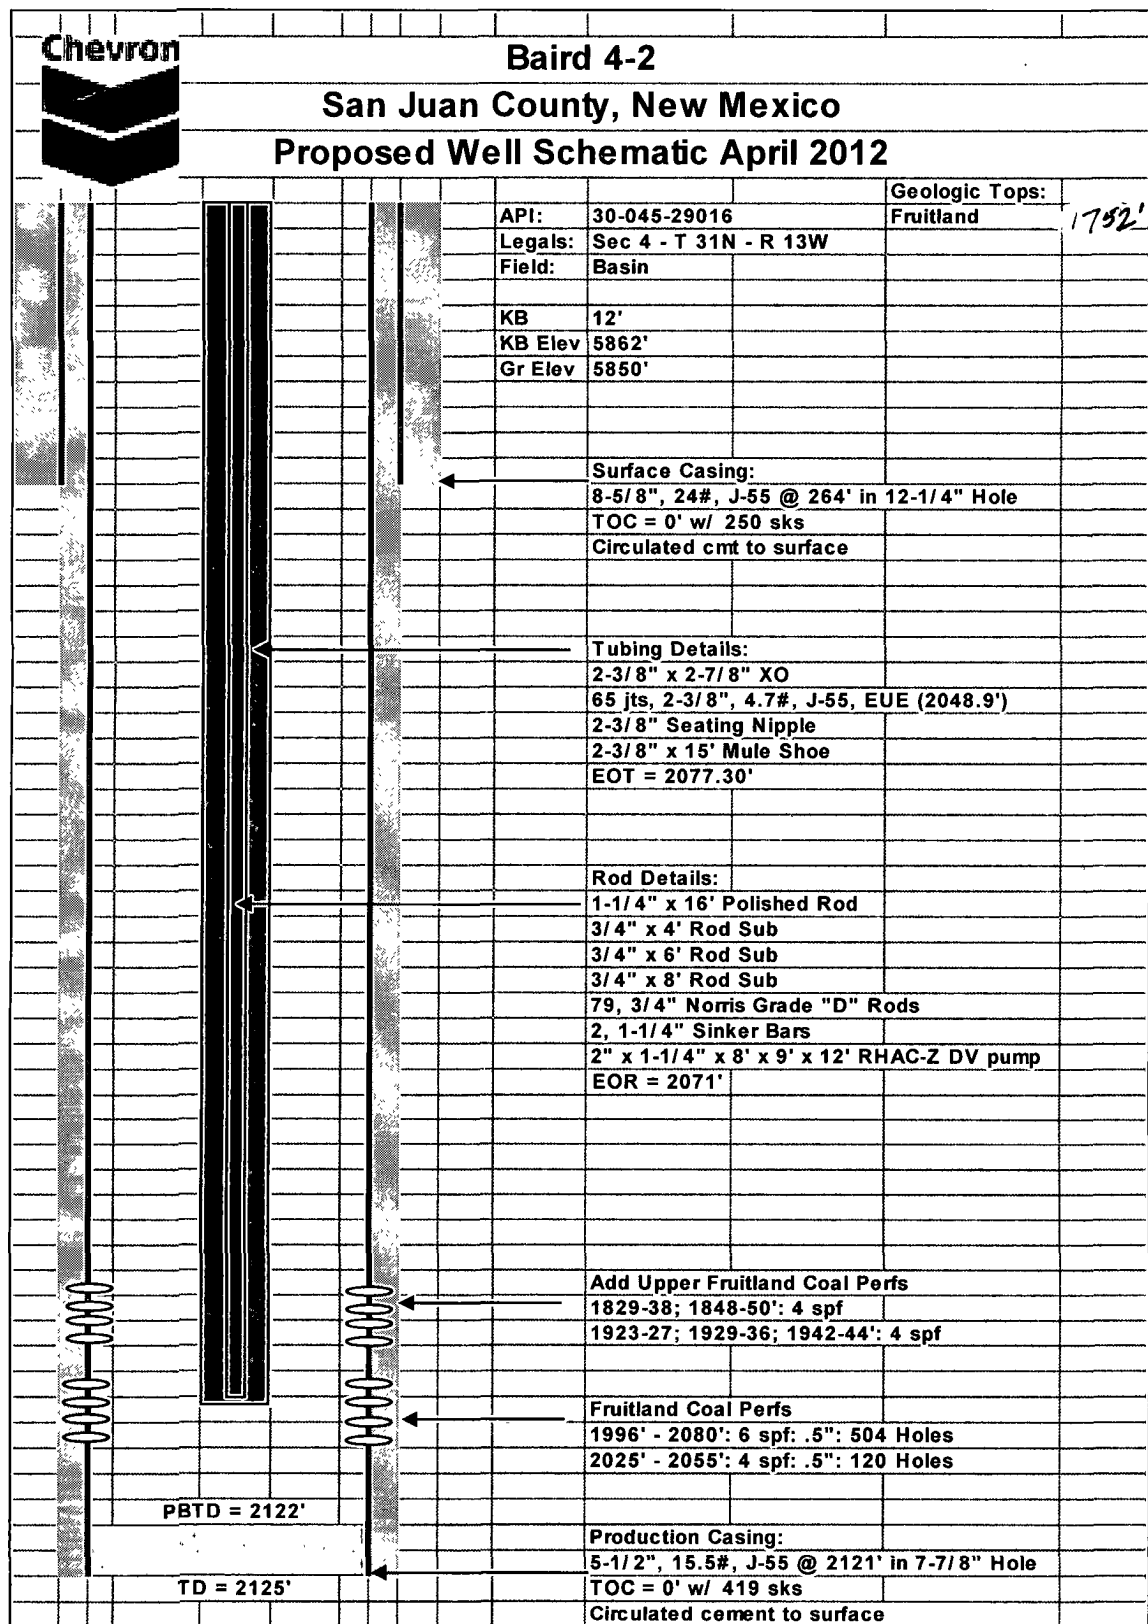 Chevron
Baird 4-2
San Juan County, New Mexico
Proposed Well Schematic April 2012
Geologic Tops:
API: 30-045-29016 Fruitland 1752'
Legals: Sec 4 - T 31N - R 13W
Field: Basin
KB 12'
KB Elev 5862'
Gr Elev 5850'
Surface Casing:
8-5/8", 24#, J-55 @ 264' in 12-1/4" Hole
TOC = 0' w/ 250 sks
Circulated cmt to surface
Tubing Details:
2-3/8" x 2-7/8" XO
65 jts, 2-3/8", 4.7#, J-55, EUE (2048.9')
2-3/8" Seating Nipple
2-3/8" x 15' Mule Shoe
EOT = 2077.30'
Rod Details:
1-1/4" x 16' Polished Rod
3/4" x 4' Rod Sub
3/4" x 6' Rod Sub
3/4" x 8' Rod Sub
79, 3/4" Norris Grade "D" Rods
2, 1-1/4" Sinker Bars
2" x 1-1/4" x 8' x 9' x 12' RHAC-Z DV pump
EOR = 2071'
Add Upper Fruitland Coal Perfs
1829-38; 1848-50': 4 spf
1923-27; 1929-36; 1942-44': 4 spf
Fruitland Coal Perfs
1996' - 2080': 6 spf: .5": 504 Holes
2025' - 2055': 4 spf: .5": 120 Holes
PBTD = 2122'
Production Casing:
5-1/2", 15.5#, J-55 @ 2121' in 7-7/8" Hole
TD = 2125' TOC = 0' w/ 419 sks
Circulated cement to surface